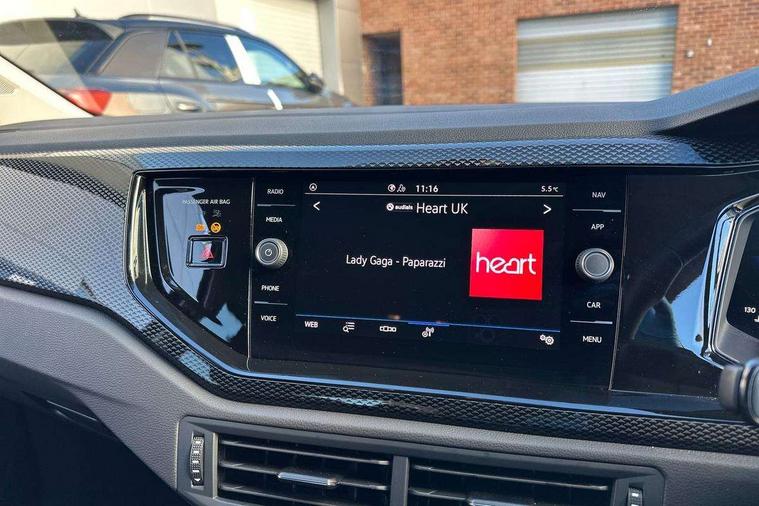 PASSENGER AIR BAG
RADIO
MEDIA
PHONE
VOICE
11:16
5.5°C
< audials Heart UK >
Lady Gaga - Paparazzi
heart
WEB
NAV
APP
CAR
MENU
130